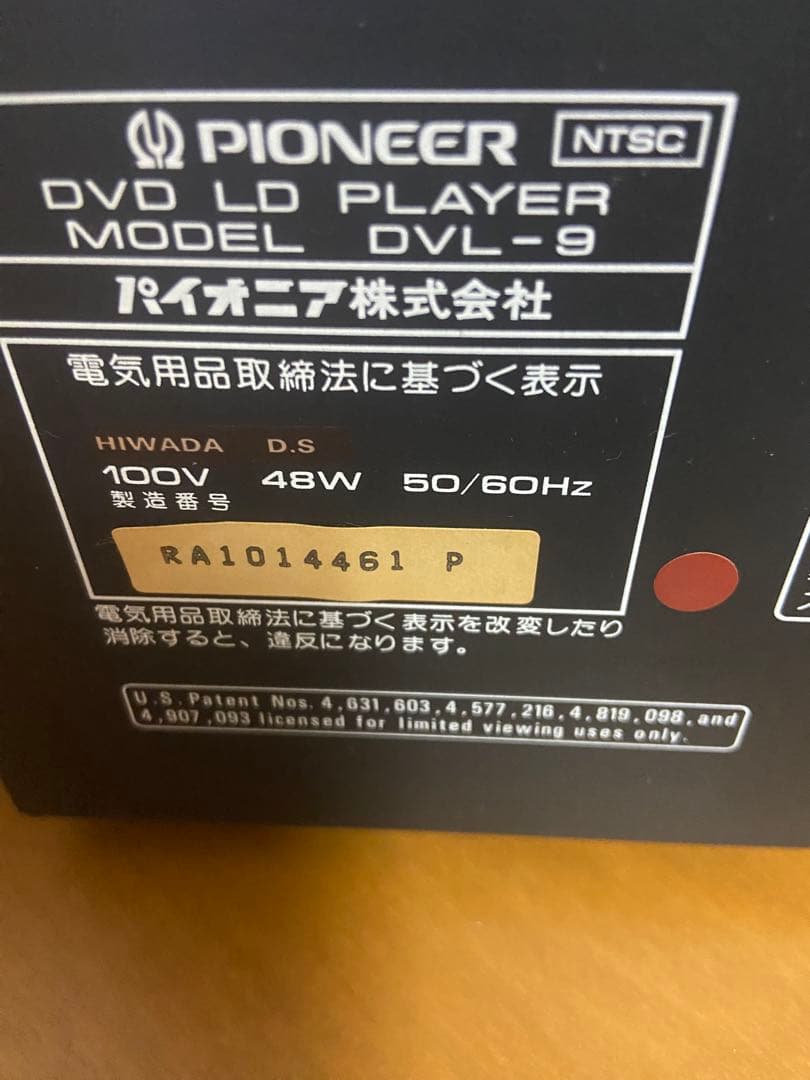 PIONEER NTSC
DVD LD PLAYER
MODEL DVL-9
パイオニア株式会社
電気用品取締法に基づく表示
HIWADA D.S
100V 48W 50/60Hz
製造番号
RA1014461 P
電気用品取締法に基づく表示を改変したり
消除すると、違反になります。
U.S. Patent Nos. 4,631,603, 4,577,216, 4,819,098, and
4,907,093 licensed for limited viewing uses only.